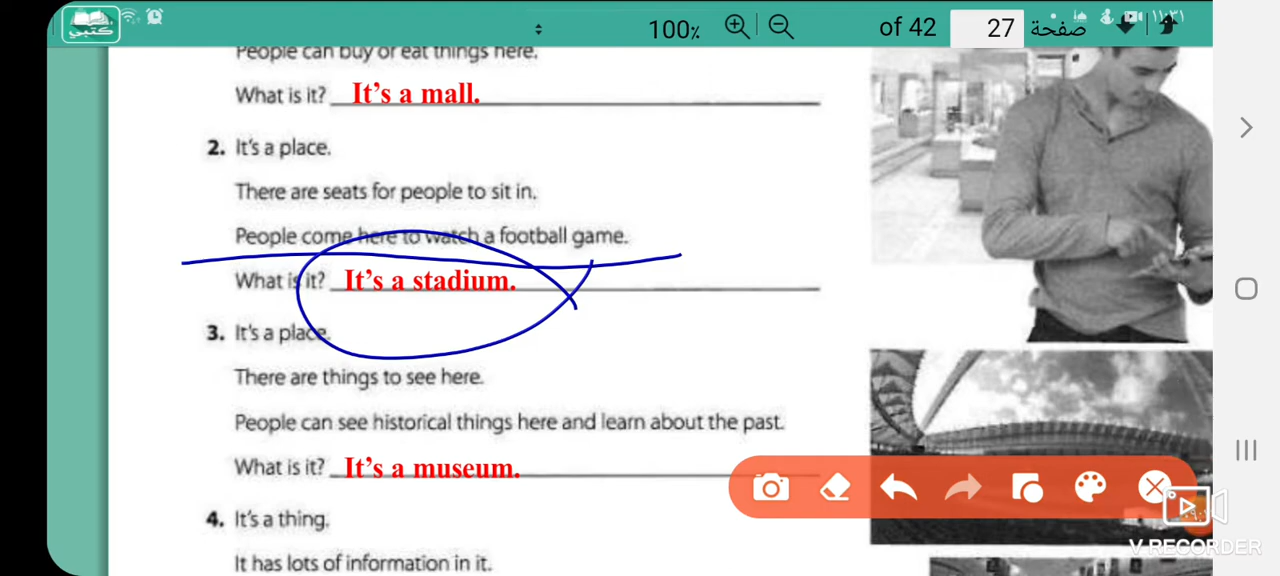 كتبي
100%
of 42
27
صفحة
١١:٣١
People can buy or eat things here.
What is it? It's a mall.
2. It's a place.
There are seats for people to sit in.
People come here to watch a football game.
What is it? It's a stadium.
3. It's a place.
There are things to see here.
People can see historical things here and learn about the past.
What is it? It's a museum.
4. It's a thing.
It has lots of information in it.
V RECORDER